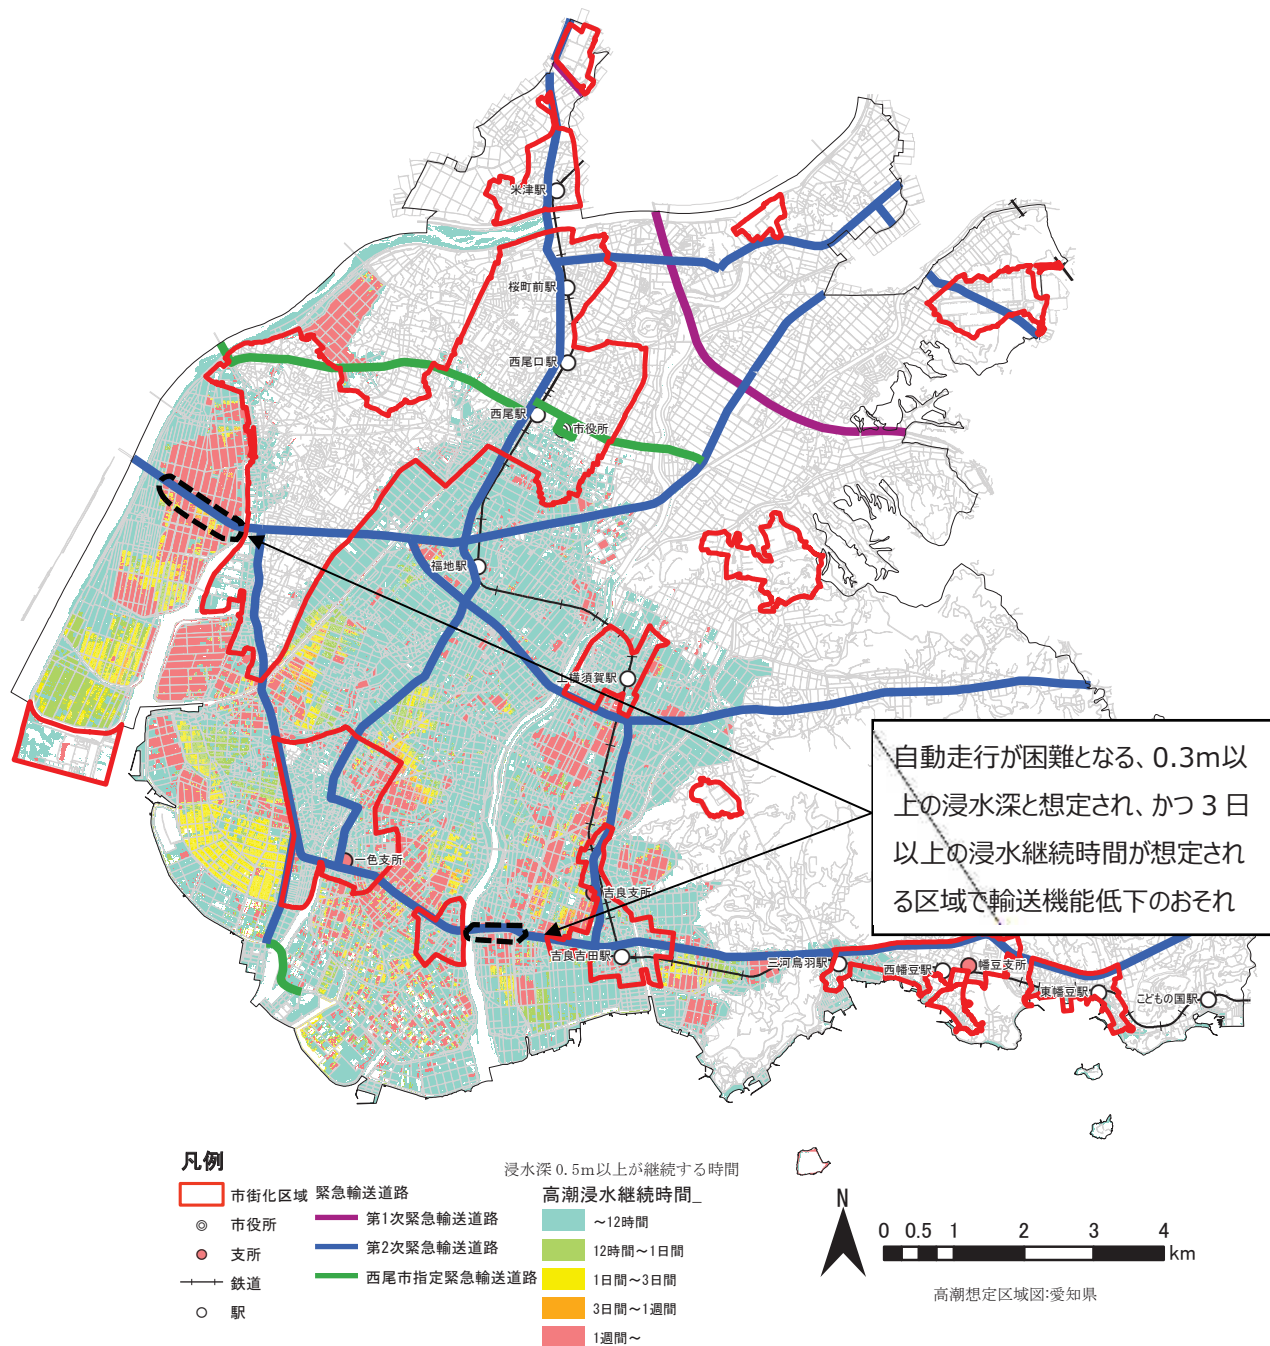 米津駅
桜町前駅
西尾口駅
西尾駅
市役所
福地駅
上横須賀駅
自動走行が困難となる、0.3m以
上の浸水深と想定され、かつ 3 日
以上の浸水継続時間が想定され
る区域で輸送機能低下のおそれ
一色支所
吉良支所
吉良吉田駅
三河鳥羽駅
西幡豆駅
幡豆支所
東幡豆駅
こどもの国駅
凡例
市街化区域
市役所
支所
鉄道
駅
緊急輸送道路
第1次緊急輸送道路
第2次緊急輸送道路
西尾市指定緊急輸送道路
浸水深 0.5m以上が継続する時間
高潮浸水継続時間_
～12時間
12時間～1日間
1日間～3日間
3日間～1週間
1週間～
N
0 0.5 1 2 3 4
km
高潮想定区域図:愛知県